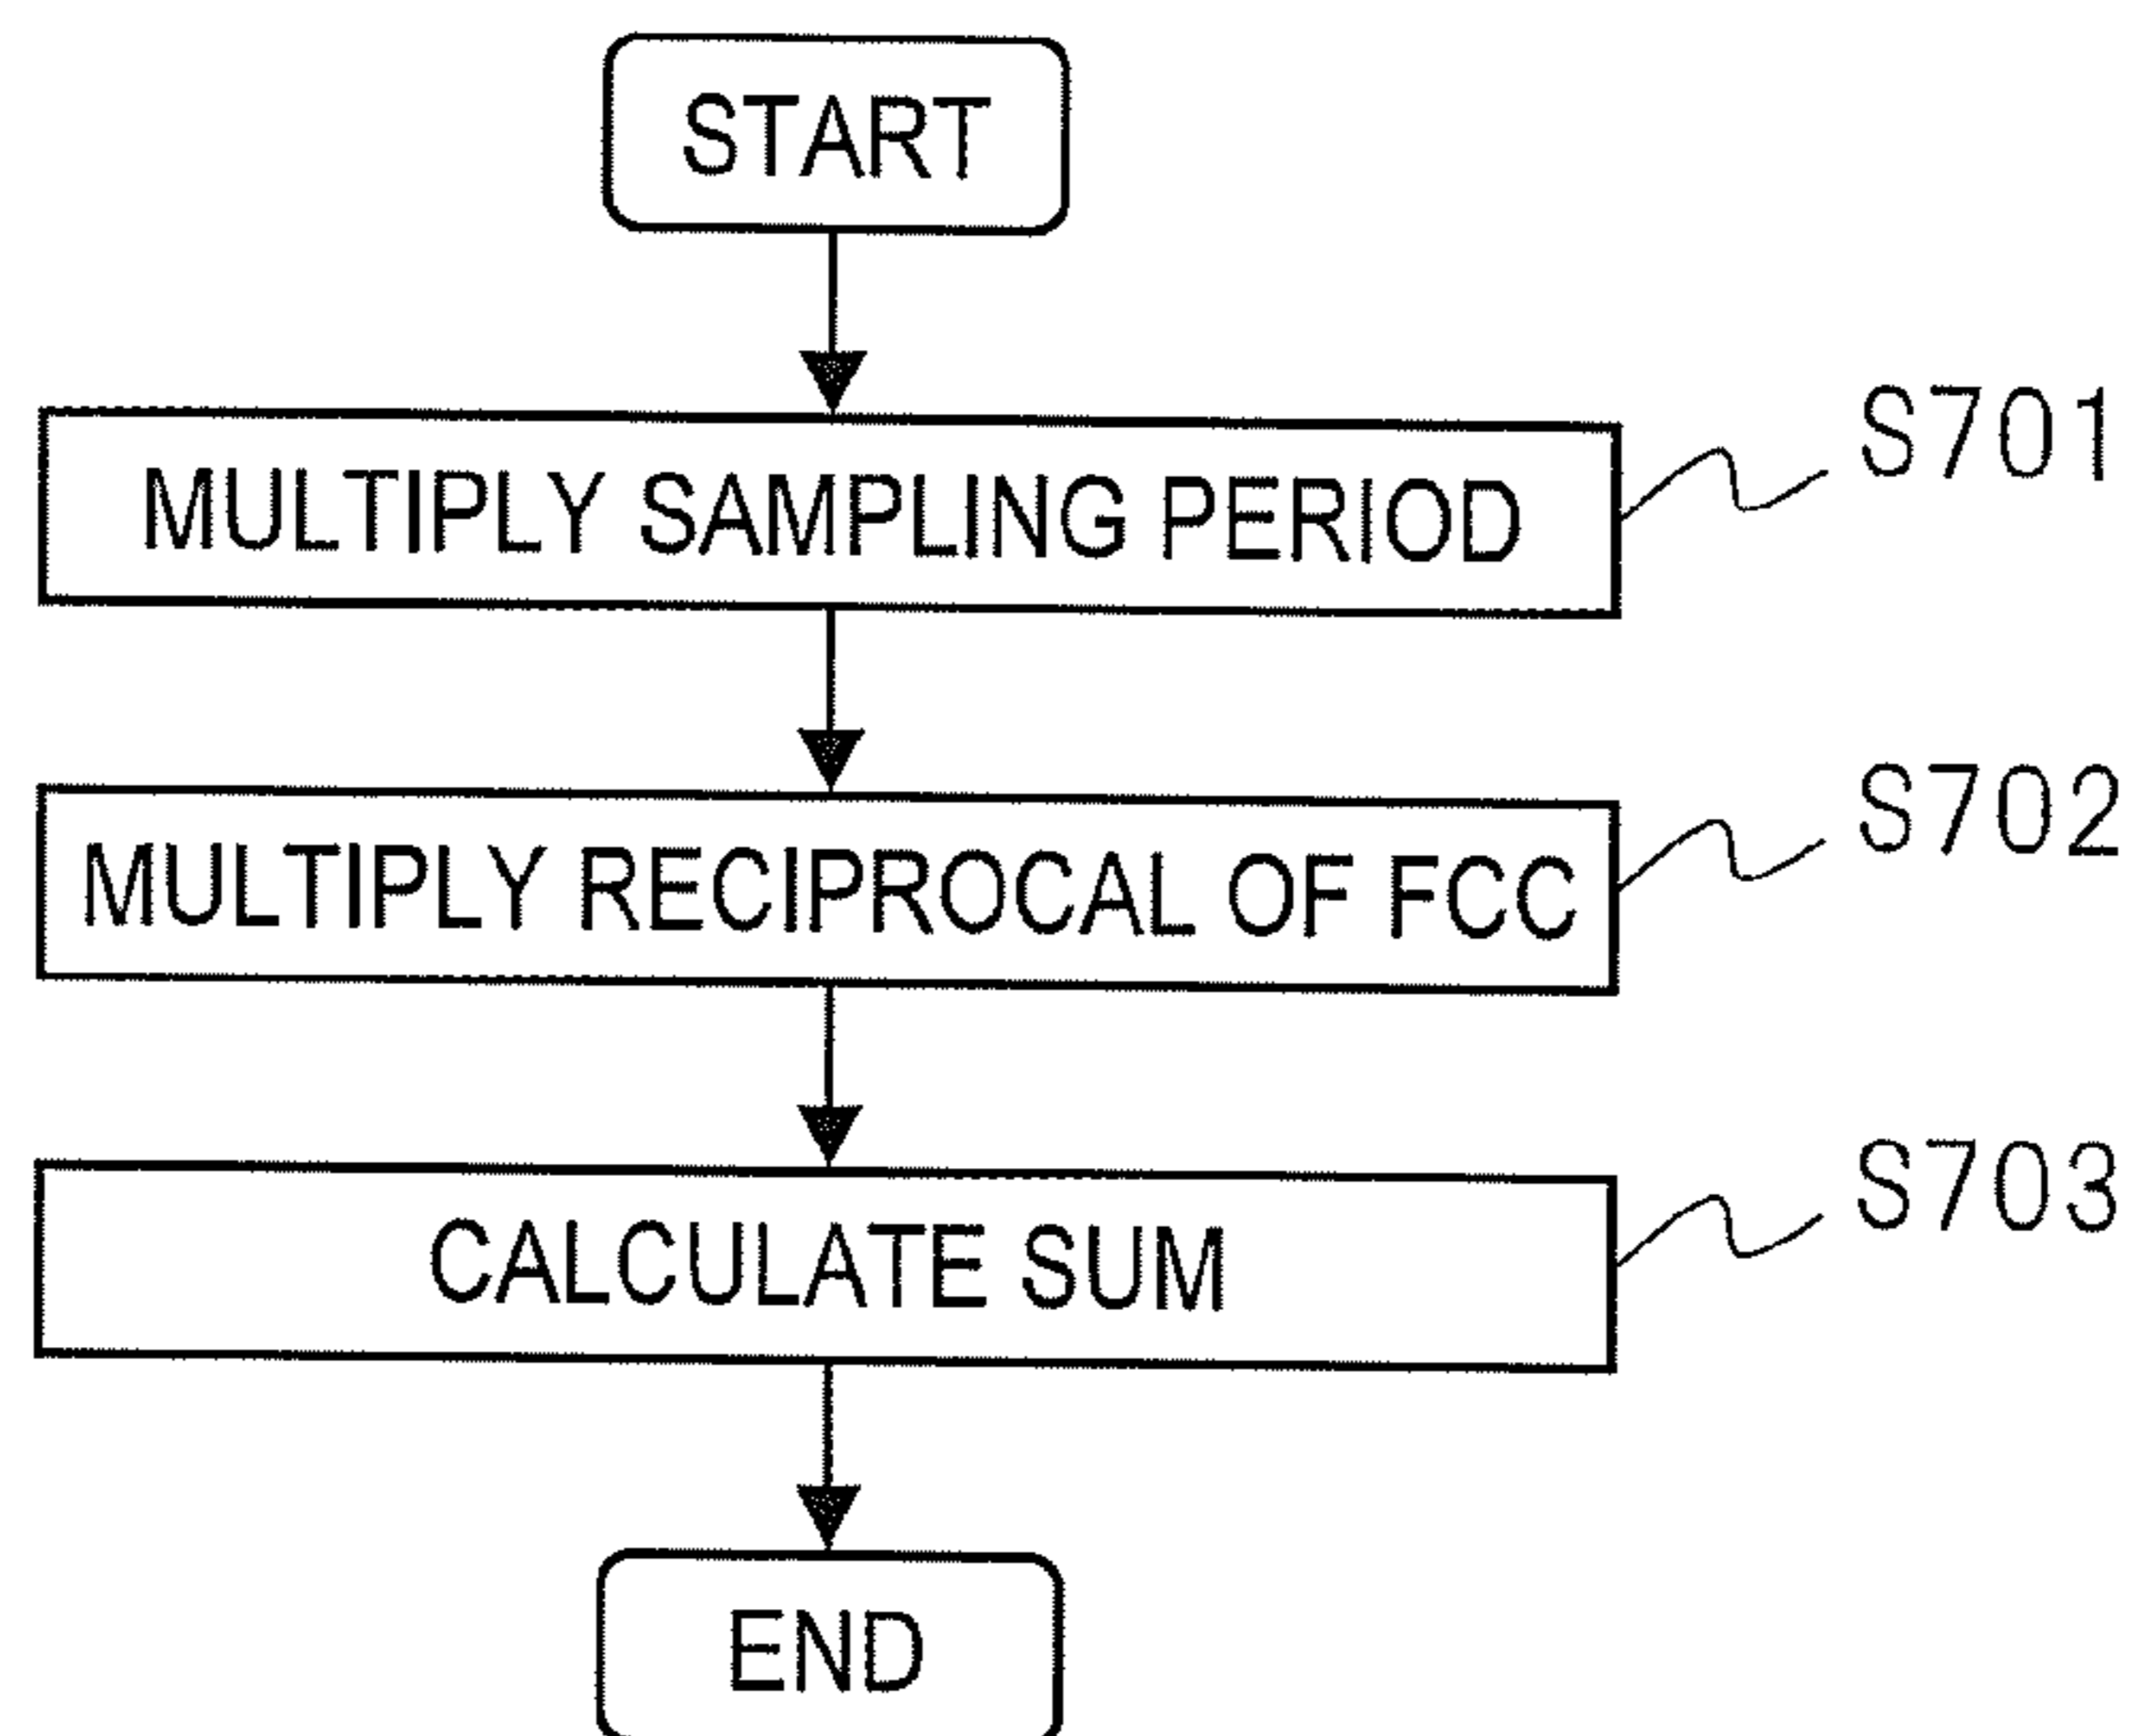 START
MULTIPLY SAMPLING PERIOD
S701
MULTIPLY RECIPROCAL OF FCC
S702
CALCULATE SUM
S703
END